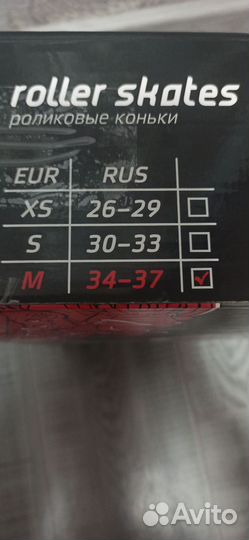 roller skates
роликовые коньки
EUR RUS
XS 26-29
S 30-33
M 34-37
Avito